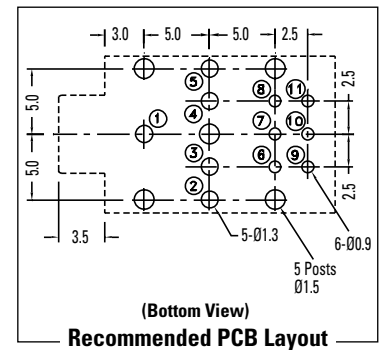 3.0 5.0 5.0 2.5
5.0
5.0
2.5
2.5
5
8
11
1
4
7
10
3
6
9
2
3.5
5-Ø1.3
6-Ø0.9
5 Posts
Ø1.5
(Bottom View)
Recommended PCB Layout